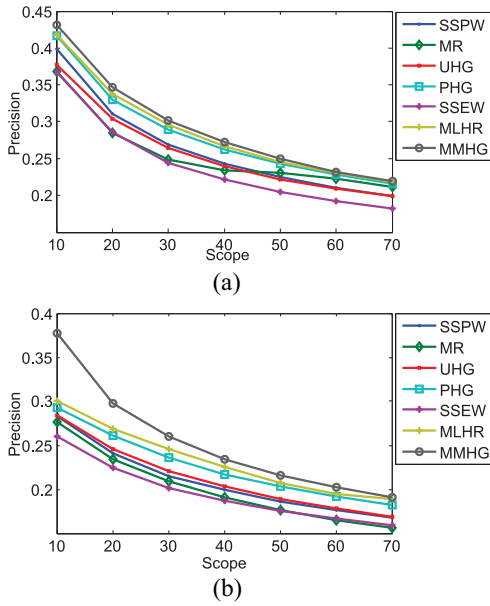 0.45
0.4
0.35
0.3
0.25
0.2
Precision
10 20 30 40 50 60 70
Scope
SSPW
MR
UHG
PHG
SSEW
MLHR
MMHG
(a)
0.4
0.35
0.3
0.25
0.2
Precision
10 20 30 40 50 60 70
Scope
SSPW
MR
UHG
PHG
SSEW
MLHR
MMHG
(b)